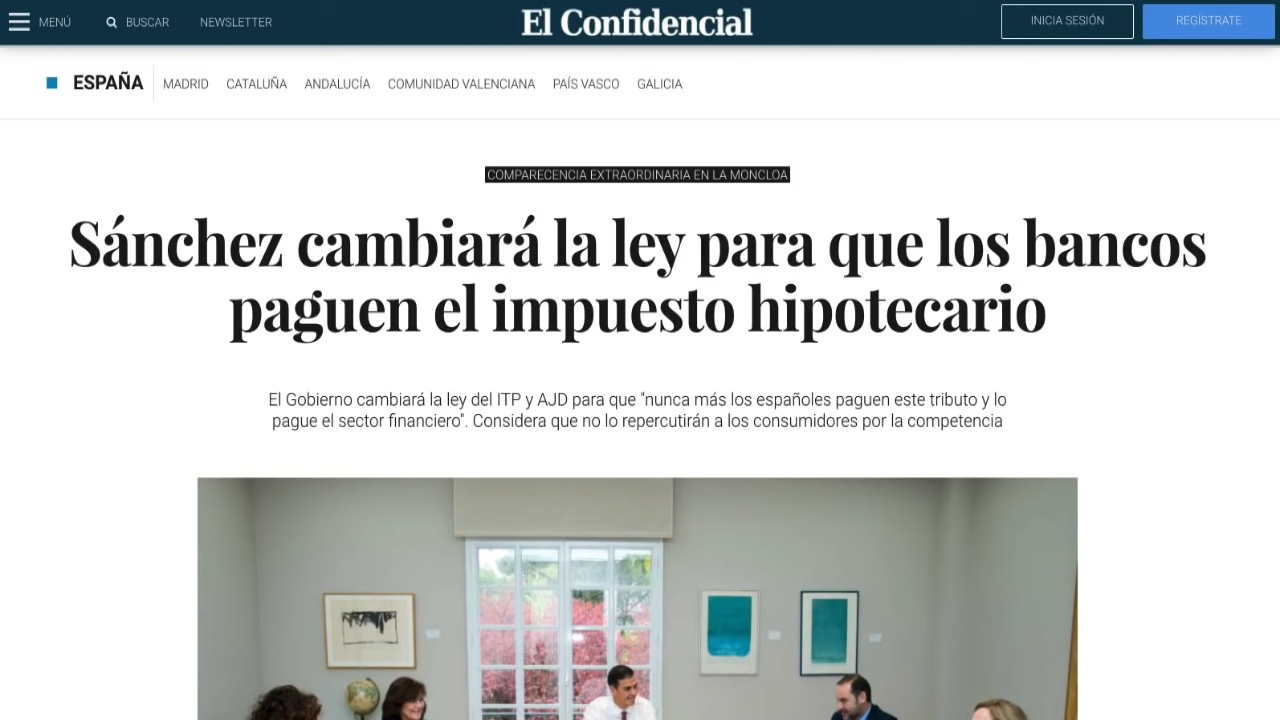 MENÚ BUSCAR NEWSLETTER El Confidencial INICIA SESIÓN REGÍSTRATE
ESPAÑA MADRID CATALUÑA ANDALUCÍA COMUNIDAD VALENCIANA PAÍS VASCO GALICIA
COMPARECENCIA EXTRAORDINARIA EN LA MONCLOA
Sánchez cambiará la ley para que los bancos
paguen el impuesto hipotecario
El Gobierno cambiará la ley del ITP y AJD para que "nunca más los españoles paguen este tributo y lo
pague el sector financiero". Considera que no lo repercutirán a los consumidores por la competencia